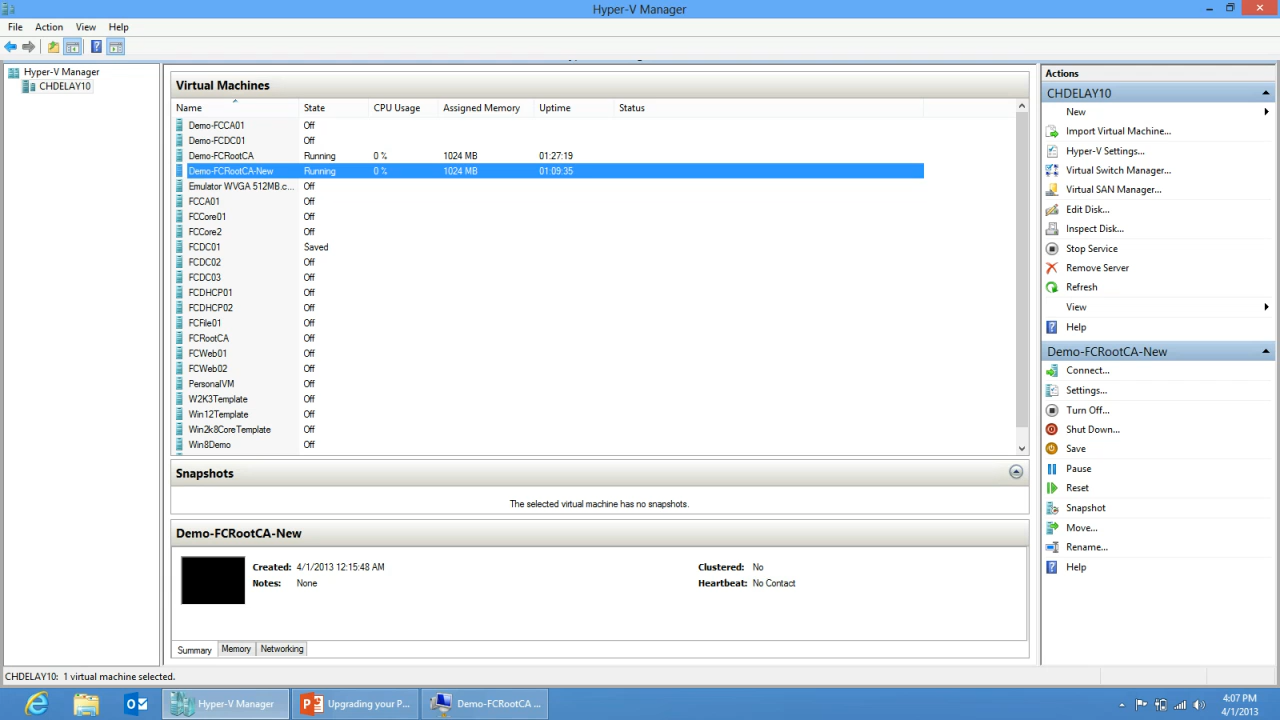 Hyper-V Manager
File Action View Help
Hyper-V Manager
CHDELAY10
Virtual Machines
Name State CPU Usage Assigned Memory Uptime Status
Demo-FCCA01 Off
Demo-FCDC01 Off
Demo-FCRootCA Running 0 % 1024 MB 01:27:19
Demo-FCRootCA-New Running 0 % 1024 MB 01:09:35
Emulator WVGA 512MB.c... Off
FCCA01 Off
FCCore01 Off
FCCore2 Off
FCDC01 Saved
FCDC02 Off
FCDC03 Off
FCDHCP01 Off
FCDHCP02 Off
FCFile01 Off
FCRootCA Off
FCWeb01 Off
FCWeb02 Off
PersonalVM Off
W2K3Template Off
Win12Template Off
Win2k8CoreTemplate Off
Win8Demo Off
Snapshots
The selected virtual machine has no snapshots.
Demo-FCRootCA-New
Created: 4/1/2013 12:15:48 AM Clustered: No
Notes: None Heartbeat: No Contact
Summary Memory Networking
Actions
CHDELAY10
New
Import Virtual Machine...
Hyper-V Settings...
Virtual Switch Manager...
Virtual SAN Manager...
Edit Disk...
Inspect Disk...
Stop Service
Remove Server
Refresh
View
Help
Demo-FCRootCA-New
Connect...
Settings...
Turn Off...
Shut Down...
Save
Pause
Reset
Snapshot
Move...
Rename...
Help
CHDELAY10: 1 virtual machine selected.
Hyper-V Manager Upgrading your P... Demo-FCRootCA ... 4:07 PM
4/1/2013